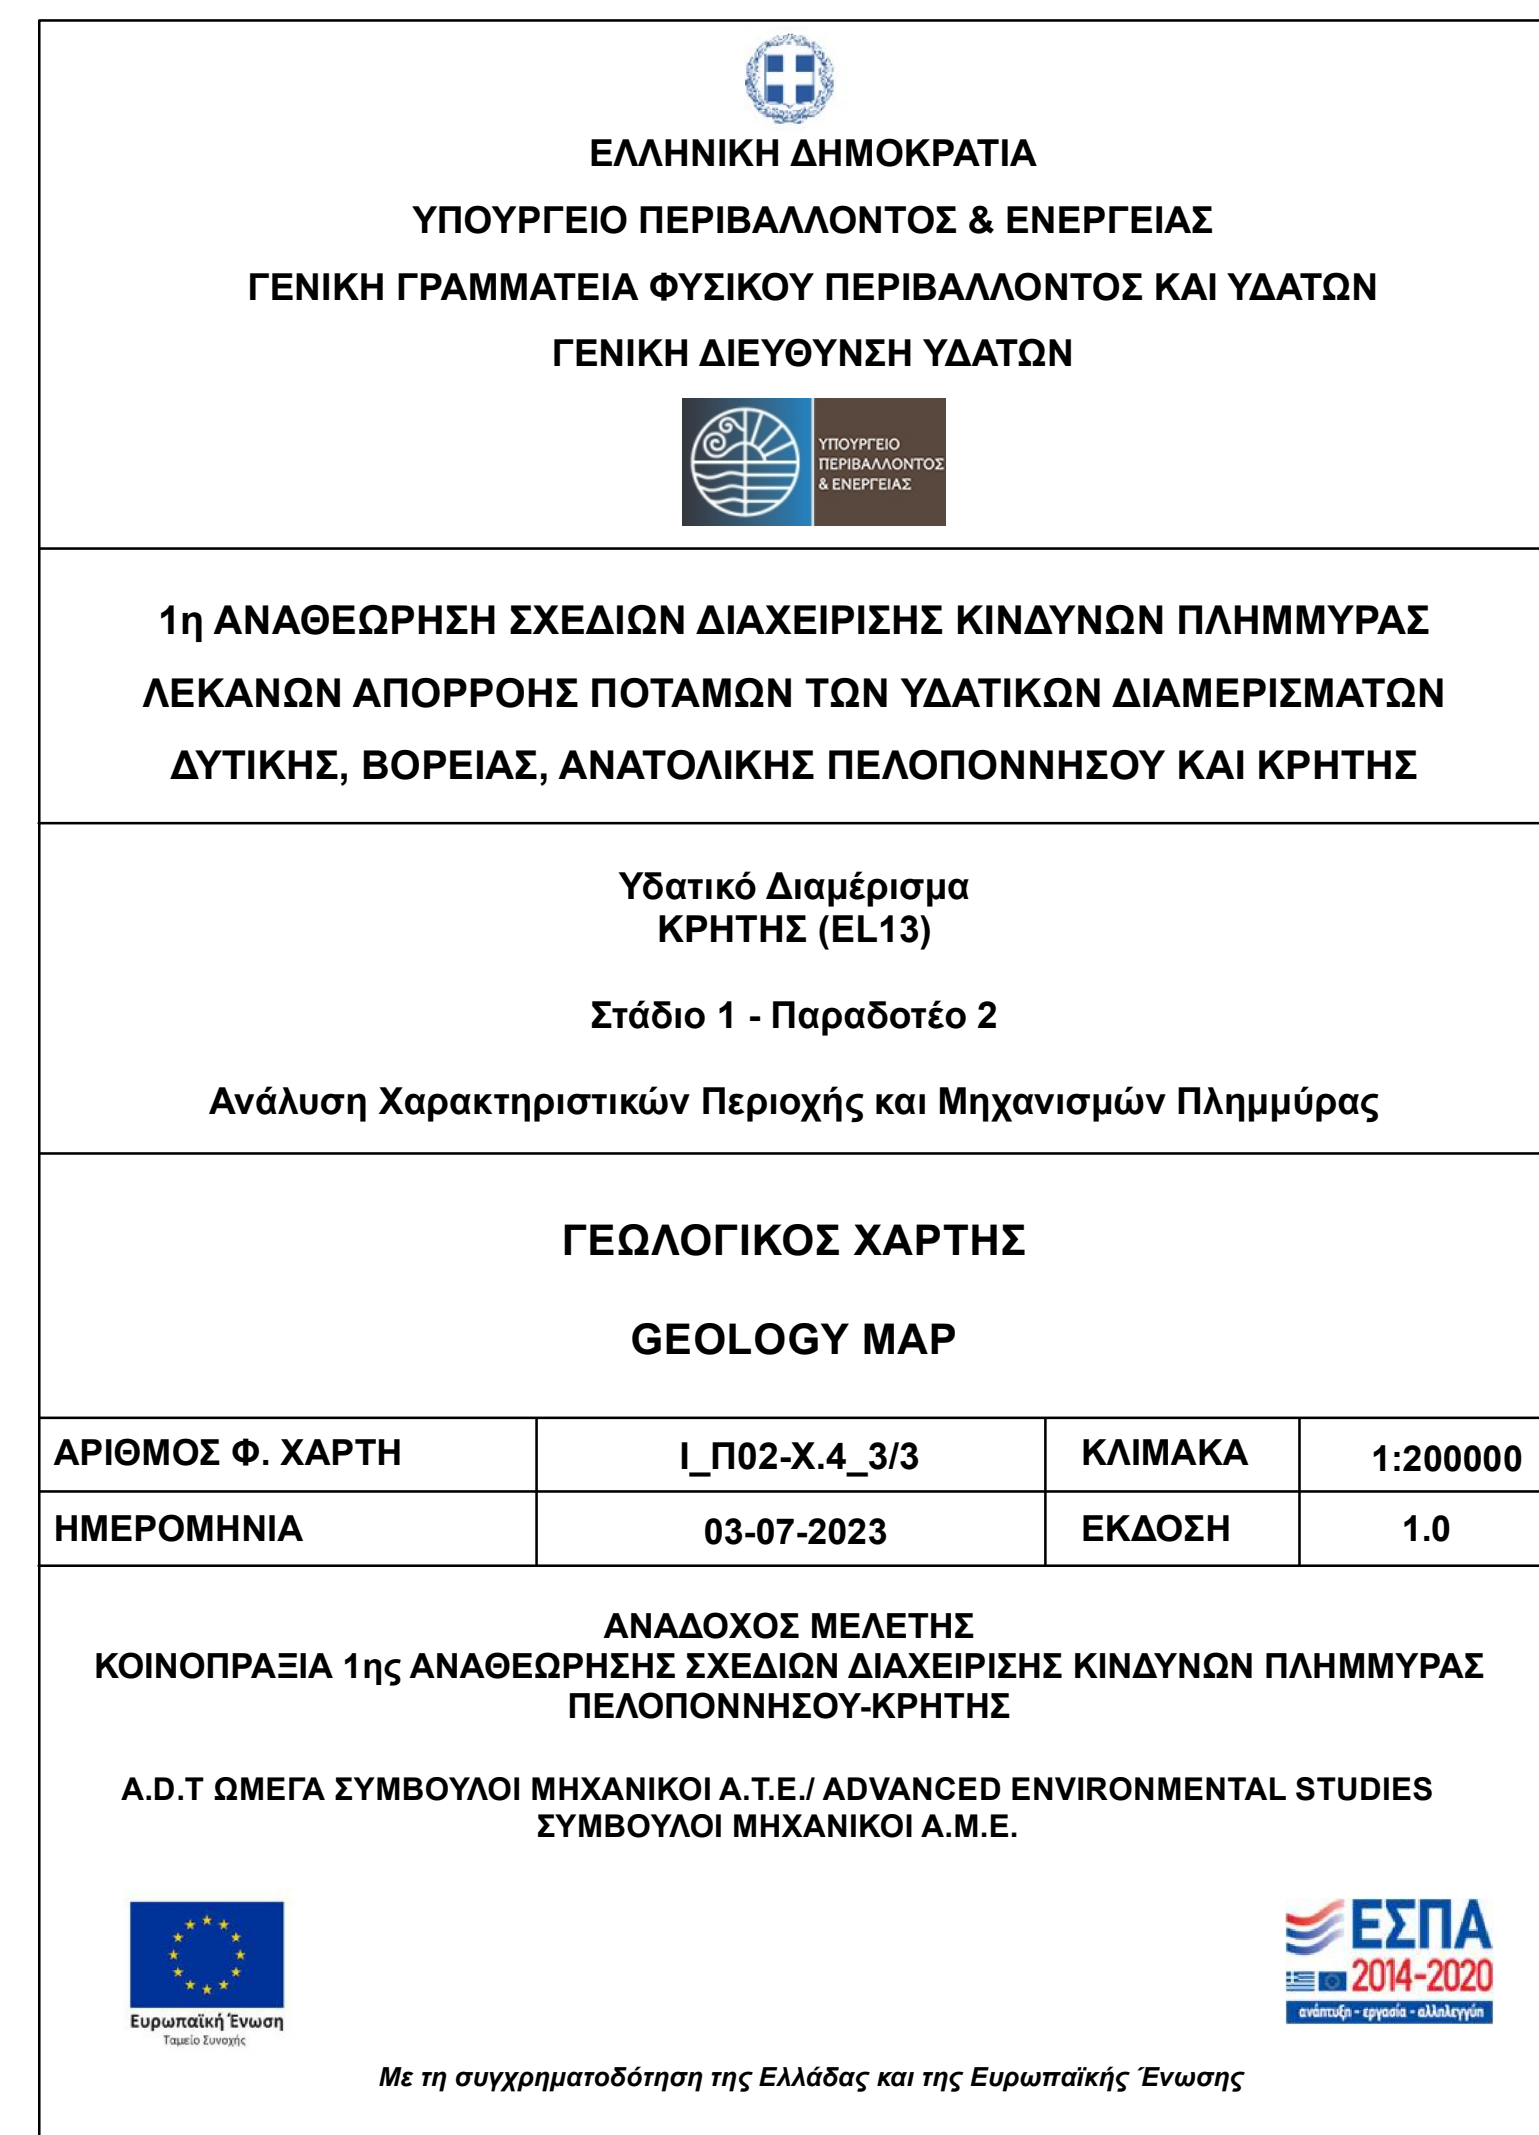 ΕΛΛΗΝΙΚΗ ΔΗΜΟΚΡΑΤΙΑ
ΥΠΟΥΡΓΕΙΟ ΠΕΡΙΒΑΛΛΟΝΤΟΣ & ΕΝΕΡΓΕΙΑΣ
ΓΕΝΙΚΗ ΓΡΑΜΜΑΤΕΙΑ ΦΥΣΙΚΟΥ ΠΕΡΙΒΑΛΛΟΝΤΟΣ ΚΑΙ ΥΔΑΤΩΝ
ΓΕΝΙΚΗ ΔΙΕΥΘΥΝΣΗ ΥΔΑΤΩΝ
ΥΠΟΥΡΓΕΙΟ
ΠΕΡΙΒΑΛΛΟΝΤΟΣ
& ΕΝΕΡΓΕΙΑΣ
1η ΑΝΑΘΕΩΡΗΣΗ ΣΧΕΔΙΩΝ ΔΙΑΧΕΙΡΙΣΗΣ ΚΙΝΔΥΝΩΝ ΠΛΗΜΜΥΡΑΣ
ΛΕΚΑΝΩΝ ΑΠΟΡΡΟΗΣ ΠΟΤΑΜΩΝ ΤΩΝ ΥΔΑΤΙΚΩΝ ΔΙΑΜΕΡΙΣΜΑΤΩΝ
ΔΥΤΙΚΗΣ, ΒΟΡΕΙΑΣ, ΑΝΑΤΟΛΙΚΗΣ ΠΕΛΟΠΟΝΝΗΣΟΥ ΚΑΙ ΚΡΗΤΗΣ
Υδατικό Διαμέρισμα
ΚΡΗΤΗΣ (EL13)
Στάδιο 1 - Παραδοτέο 2
Ανάλυση Χαρακτηριστικών Περιοχής και Μηχανισμών Πλημμύρας
ΓΕΩΛΟΓΙΚΟΣ ΧΑΡΤΗΣ
GEOLOGY MAP
ΑΡΙΘΜΟΣ Φ. ΧΑΡΤΗ I_Π02-Χ.4_3/3 ΚΛΙΜΑΚΑ 1:200000
ΗΜΕΡΟΜΗΝΙΑ 03-07-2023 ΕΚΔΟΣΗ 1.0
ΑΝΑΔΟΧΟΣ ΜΕΛΕΤΗΣ
ΚΟΙΝΟΠΡΑΞΙΑ 1ης ΑΝΑΘΕΩΡΗΣΗΣ ΣΧΕΔΙΩΝ ΔΙΑΧΕΙΡΙΣΗΣ ΚΙΝΔΥΝΩΝ ΠΛΗΜΜΥΡΑΣ
ΠΕΛΟΠΟΝΝΗΣΟΥ-ΚΡΗΤΗΣ
A.D.T ΩΜΕΓΑ ΣΥΜΒΟΥΛΟΙ ΜΗΧΑΝΙΚΟΙ Α.Τ.Ε./ ADVANCED ENVIRONMENTAL STUDIES
ΣΥΜΒΟΥΛΟΙ ΜΗΧΑΝΙΚΟΙ Α.Μ.Ε.
Ευρωπαϊκή Ένωση
Ταμείο Συνοχής
ΕΣΠΑ
2014-2020
ανάπτυξη - εργασία - αλληλεγγύη
Με τη συγχρηματοδότηση της Ελλάδας και της Ευρωπαϊκής Ένωσης